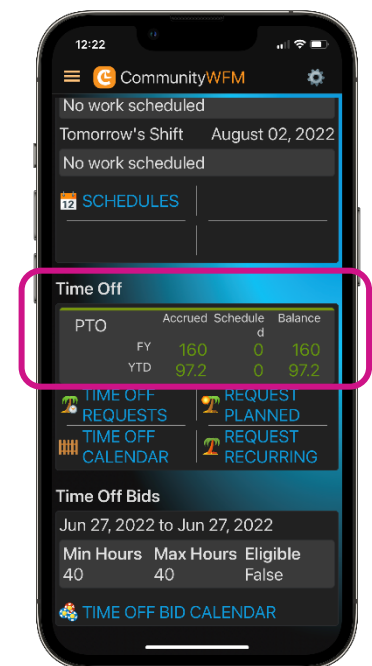 12:22
CommunityWFM
No work scheduled
Tomorrow's Shift August 02, 2022
No work scheduled
12 SCHEDULES
Time Off
PTO Accrued Schedule d Balance
FY 160 0 160
YTD 97.2 0 97.2
TIME OFF REQUESTS
REQUEST PLANNED
TIME OFF CALENDAR
REQUEST RECURRING
Time Off Bids
Jun 27, 2022 to Jun 27, 2022
Min Hours Max Hours Eligible
40 40 False
TIME OFF BID CALENDAR